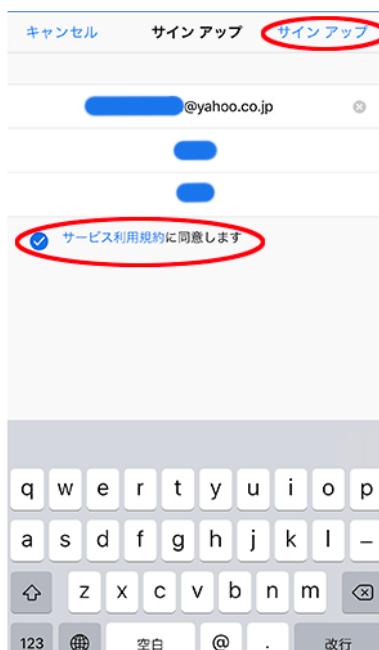 キャンセル サイン アップ サイン アップ
@yahoo.co.jp
サービス利用規約に同意します
q w e r t y u i o p
a s d f g h j k l –
z x c v b n m
123 空白 @ . 改行